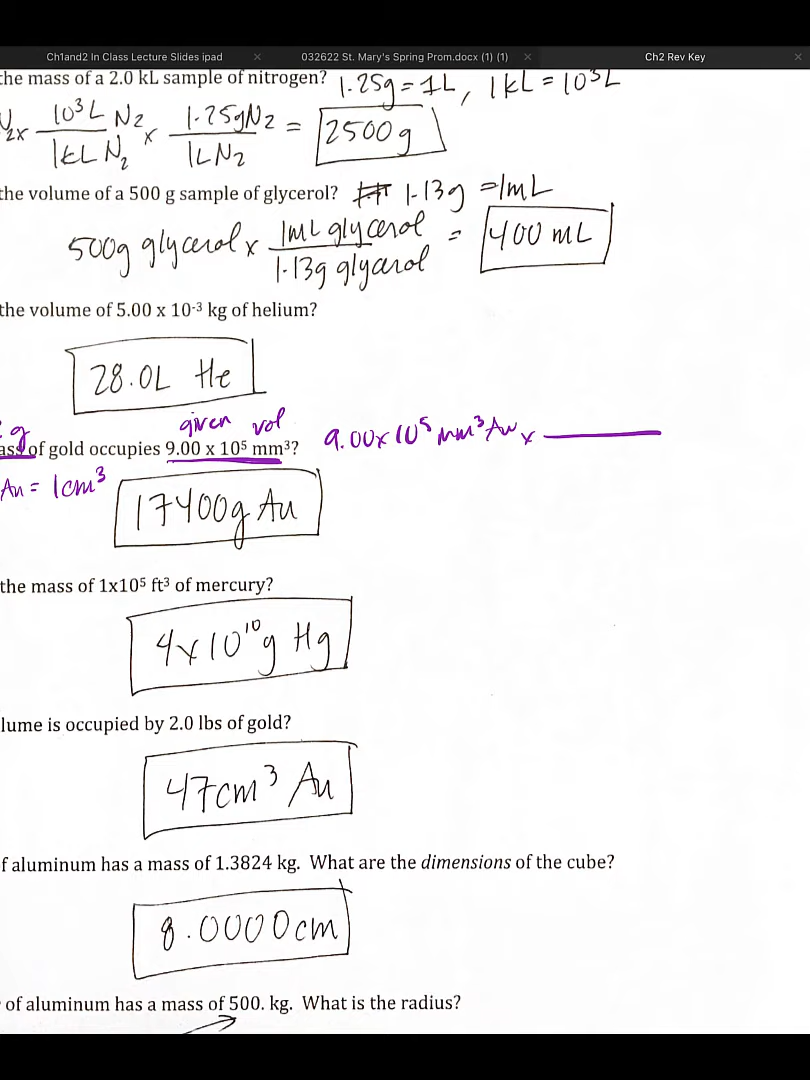 Ch1and2 In Class Lecture Slides ipad × 032622 St. Mary's Spring Prom.docx (1) (1) × Ch2 Rev Key ×
the mass of a 2.0 kL sample of nitrogen? 1.25g = 1L, 1kL = 10³L
N₂ x 10³L N₂ / 1kL N₂ x 1.25g N₂ / 1L N₂ = 2500 g
the volume of a 500 g sample of glycerol? 1.13g = 1mL
500g glycerol x 1mL glycerol / 1.13g glycerol = 400 mL
the volume of 5.00 x 10⁻³ kg of helium?
28.0L He
g given vol
ass of gold occupies 9.00 x 10⁵ mm³? 9.00x10⁵ mm³ Au x
Au = 1cm³
17400g Au
the mass of 1x10⁵ ft³ of mercury?
4x10¹⁰g Hg
lume is occupied by 2.0 lbs of gold?
47cm³ Au
f aluminum has a mass of 1.3824 kg. What are the dimensions of the cube?
8.0000cm
of aluminum has a mass of 500. kg. What is the radius?